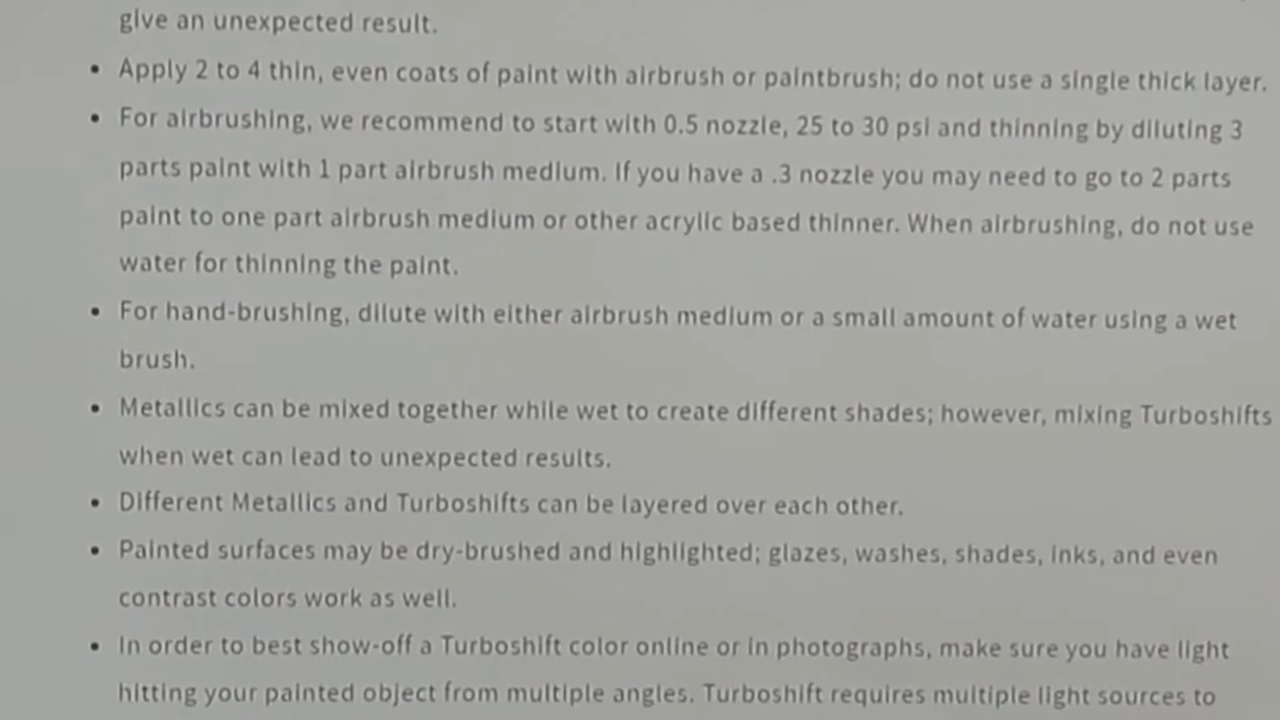 give an unexpected result.
• Apply 2 to 4 thin, even coats of paint with airbrush or paintbrush; do not use a single thick layer.
• For airbrushing, we recommend to start with 0.5 nozzle, 25 to 30 psi and thinning by diluting 3
parts paint with 1 part airbrush medium. If you have a .3 nozzle you may need to go to 2 parts
paint to one part airbrush medium or other acrylic based thinner. When airbrushing, do not use
water for thinning the paint.
• For hand-brushing, dilute with either airbrush medium or a small amount of water using a wet
brush.
• Metallics can be mixed together while wet to create different shades; however, mixing Turboshifts
when wet can lead to unexpected results.
• Different Metallics and Turboshifts can be layered over each other.
• Painted surfaces may be dry-brushed and highlighted; glazes, washes, shades, inks, and even
contrast colors work as well.
• In order to best show-off a Turboshift color online or in photographs, make sure you have light
hitting your painted object from multiple angles. Turboshift requires multiple light sources to